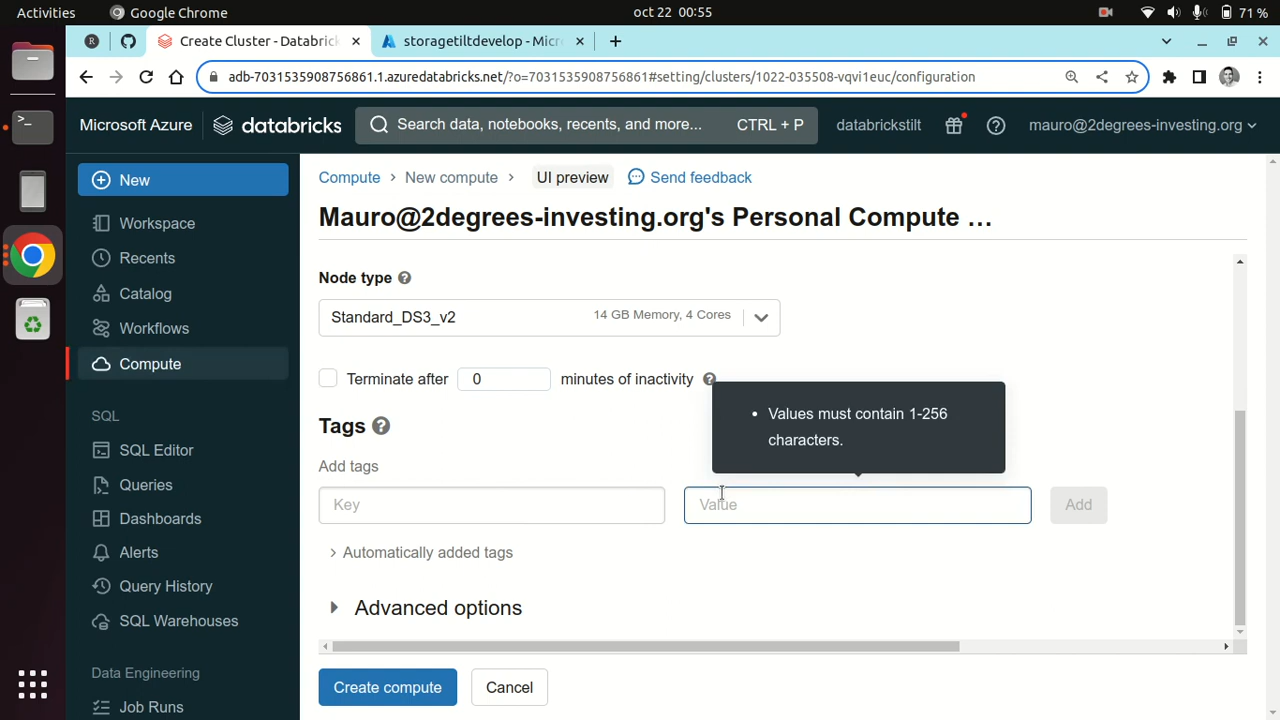 Activities
Google Chrome
oct 22 00:55
71 %
R
Create Cluster - Databric
storagetiltdevelop - Micr
adb-7031535908756861.1.azuredatabricks.net/?o=7031535908756861#setting/clusters/1022-035508-vqvi1euc/configuration
Microsoft Azure
databricks
Search data, notebooks, recents, and more...
CTRL + P
databrickstilt
mauro@2degrees-investing.org
New
Workspace
Recents
Catalog
Workflows
Compute
SQL
SQL Editor
Queries
Dashboards
Alerts
Query History
SQL Warehouses
Data Engineering
Job Runs
Compute > New compute >
UI preview
Send feedback
Mauro@2degrees-investing.org's Personal Compute …
Node type
Standard_DS3_v2
14 GB Memory, 4 Cores
Terminate after 0 minutes of inactivity
• Values must contain 1-256
characters.
Tags
Add tags
Key
Value
Add
Automatically added tags
Advanced options
Create compute
Cancel